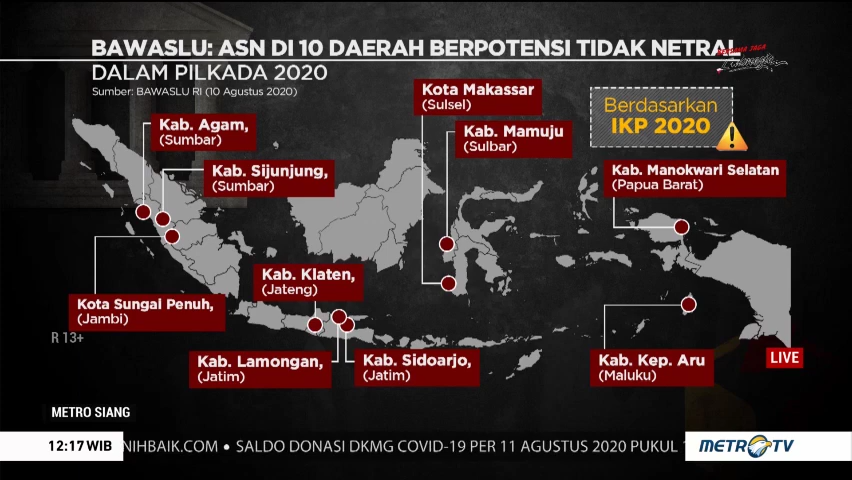 BAWASLU: ASN DI 10 DAERAH BERPOTENSI TIDAK NETRAL
DALAM PILKADA 2020
Sumber: BAWASLU RI (10 Agustus 2020)
Kota Makassar
(Sulsel)
Berdasarkan
IKP 2020
Kab. Agam,
(Sumbar)
Kab. Mamuju
(Sulbar)
Kab. Sijunjung,
(Sumbar)
Kab. Manokwari Selatan
(Papua Barat)
Kab. Klaten,
(Jateng)
Kota Sungal Penuh,
(Jambi)
R 13+
Kab. Lamongan,
(Jatim)
Kab. Sidoarjo,
(Jatim)
Kab. Kep. Aru
(Maluku)
LIVE
METRO SIANG
12:17 WIB
NIHBAIK.COM • SALDO DONASI DKMG COVID-19 PER 11 AGUSTUS 2020 PUKUL
METRO TV